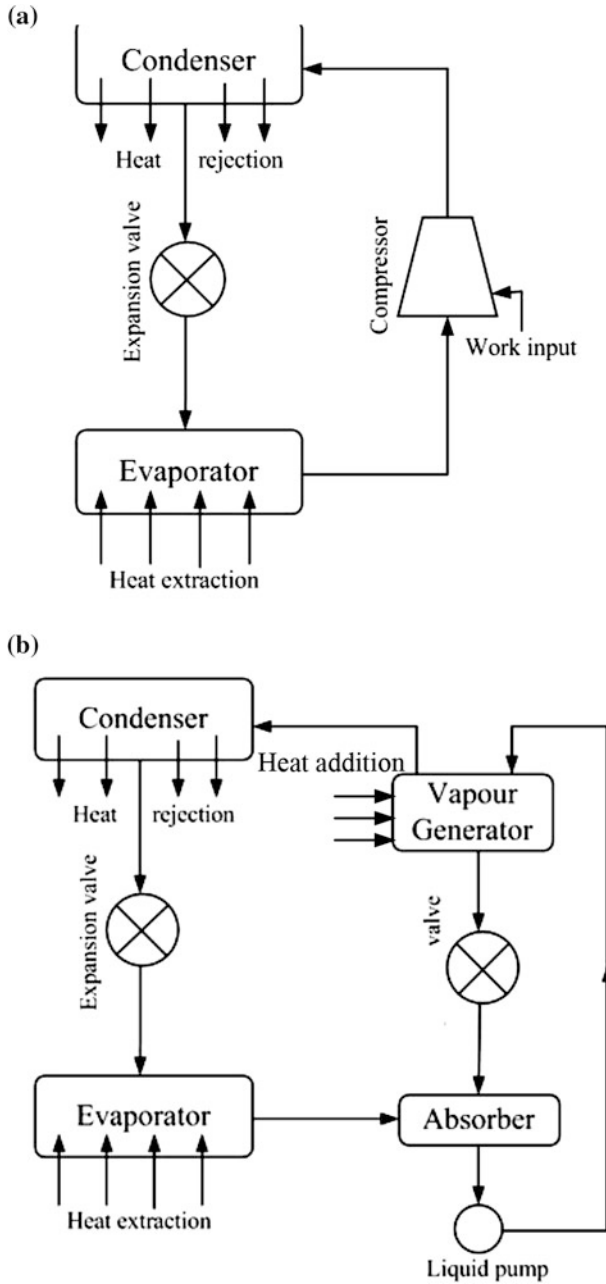 (a)
Condenser
Heat rejection
Expansion valve
Compressor
Work input
Evaporator
Heat extraction
(b)
Condenser
Heat addition
Heat rejection
Vapour
Generator
Expansion valve
valve
Evaporator
Absorber
Heat extraction
Liquid pump